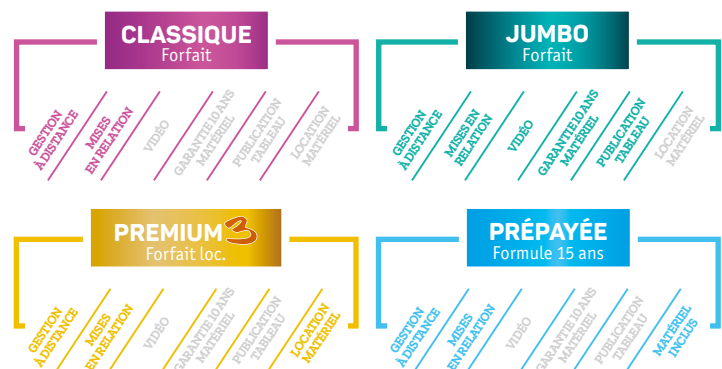 CLASSIQUE
Forfait
GESTION
À DISTANCE
MISES
EN RELATION
VIDÉO
GARANTIE 10 ANS
MATÉRIEL
PUBLICATION
TABLEAU
LOCATION
MATÉRIEL
JUMBO
Forfait
GESTION
À DISTANCE
MISES EN
RELATION
VIDÉO
GARANTIE 10 ANS
MATÉRIEL
PUBLICATION
TABLEAU
LOCATION
MATÉRIEL
PREMIUM 3
Forfait loc.
GESTION
À DISTANCE
MISES
EN RELATION
VIDÉO
GARANTIE 10 ANS
MATÉRIEL
PUBLICATION
TABLEAU
LOCATION
MATÉRIEL
PRÉPAYÉE
Formule 15 ans
GESTION
À DISTANCE
MISES
EN RELATION
VIDÉO
GARANTIE 10 ANS
MATÉRIEL
PUBLICATION
TABLEAU
MATÉRIEL
INCLUS